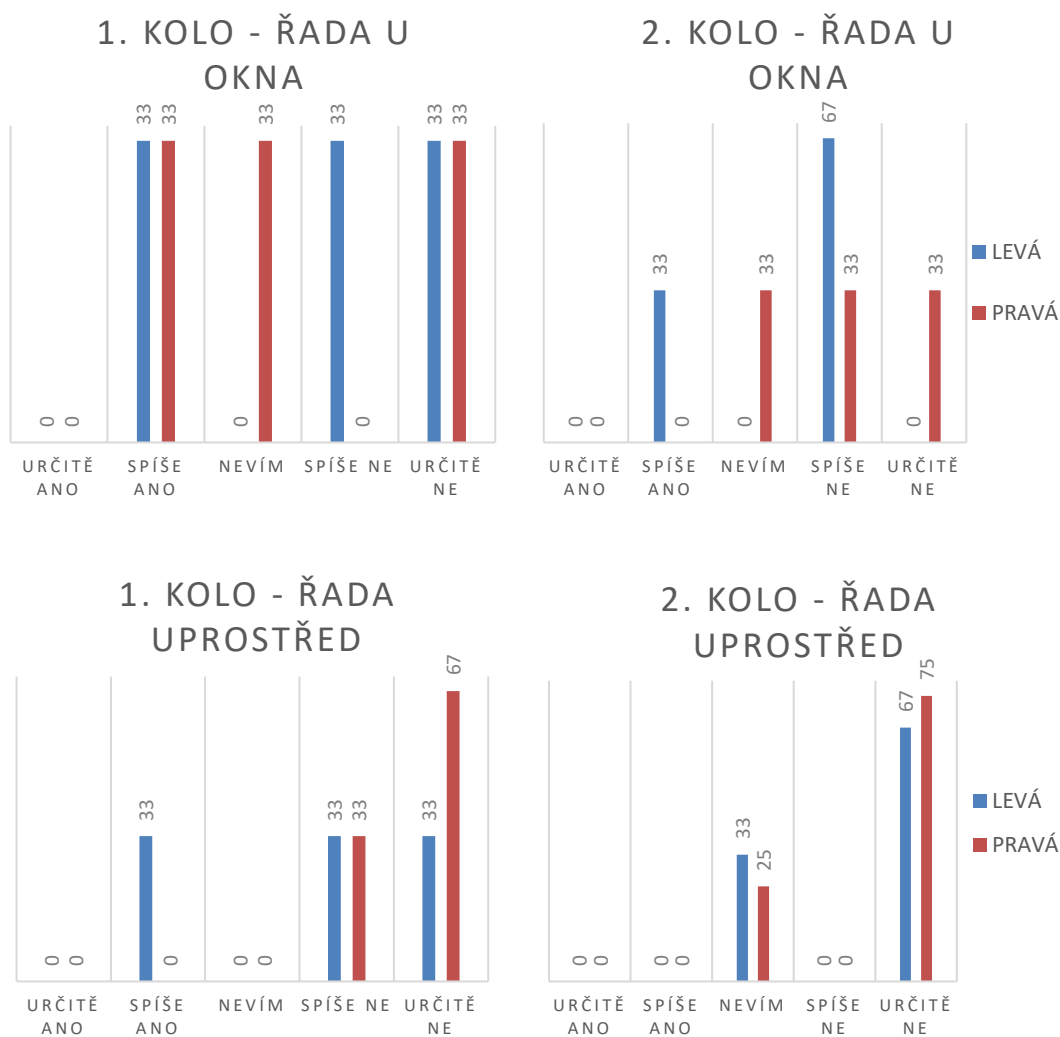 1. KOLO - ŘADA U
OKNA
33 33 33 33 33 33
0 0 0 0
URČITĚ SPÍŠE NEVÍM SPÍŠE NE URČITĚ
ANO ANO NE
2. KOLO - ŘADA U
OKNA
67
33 33 33 33
0 0 0 0 0
URČITĚ SPÍŠE NEVÍM SPÍŠE URČITĚ
ANO ANO NE NE
LEVÁ
PRAVÁ
1. KOLO - ŘADA
UPROSTŘED
67
33 33 33 33
0 0 0 0 0
URČITĚ SPÍŠE NEVÍM SPÍŠE NE URČITĚ
ANO ANO NE
2. KOLO - ŘADA
UPROSTŘED
67 75
33 25
0 0 0 0 0 0
URČITĚ SPÍŠE NEVÍM SPÍŠE URČITĚ
ANO ANO NE NE
LEVÁ
PRAVÁ